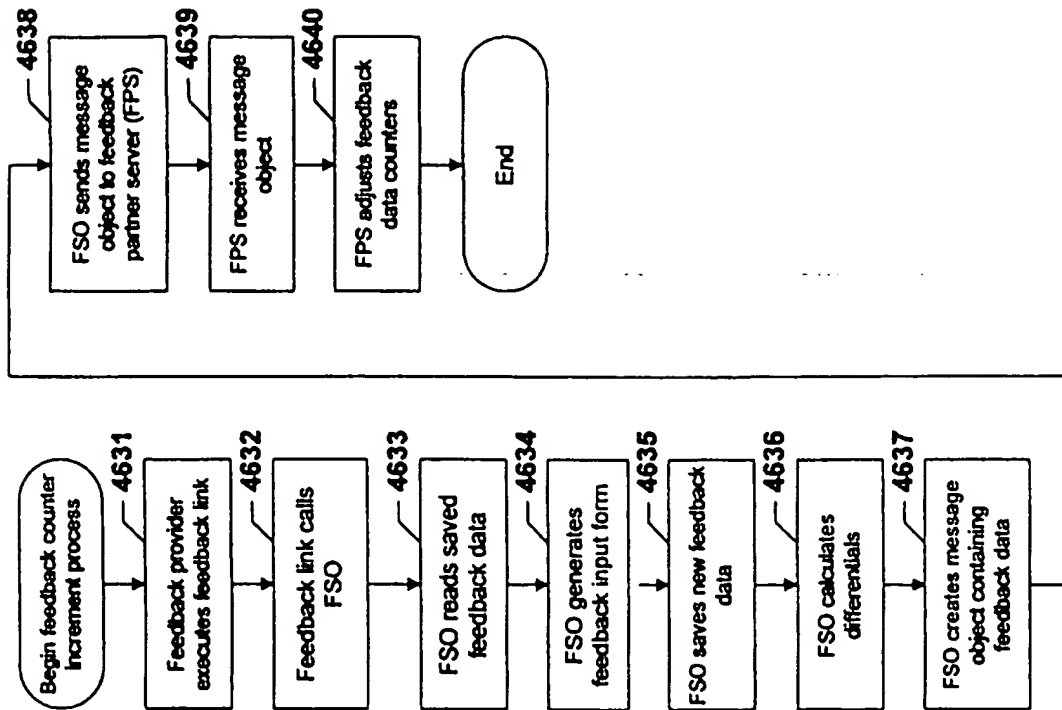 Begin feedback counter
increment process
4631
Feedback provider
executes feedback link
4632
Feedback link calls
FSO
4633
FSO reads saved
feedback data
4634
FSO generates
feedback input form
4635
FSO saves new feedback
data
4636
FSO calculates
differentials
4637
FSO creates message
object containing
feedback data
4638
FSO sends message
object to feedback
partner server (FPS)
4639
FPS receives message
object
4640
FPS adjusts feedback
data counters
End